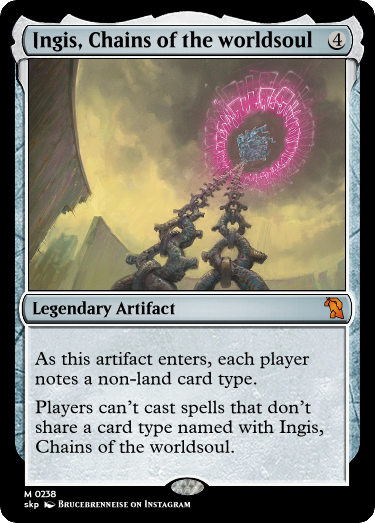 Ingis, Chains of the worldsoul 4
Legendary Artifact
As this artifact enters, each player
notes a non-land card type.
Players can't cast spells that don't
share a card type named with Ingis,
Chains of the worldsoul.
M 0238
skp Brucebrenneise on Instagram